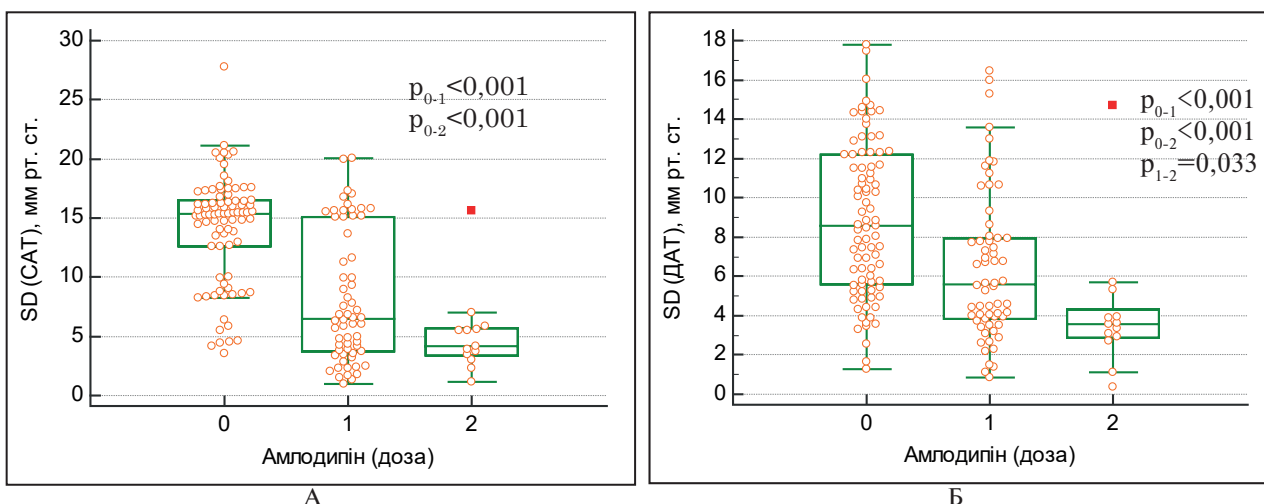 30
25
20
15
10
5
0
SD (САТ), мм рт. ст.
p0-1<0,001
p0-2<0,001
0 1 2
Амлодипін (доза)
А
18
16
14
12
10
8
6
4
2
0
SD (ДАТ), мм рт. ст.
p0-1<0,001
p0-2<0,001
p1-2=0,033
0 1 2
Амлодипін (доза)
Б